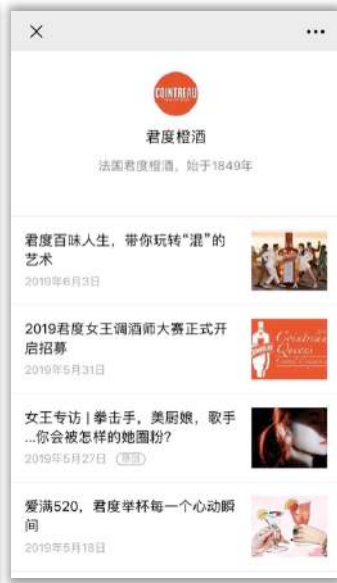 COINTREAU
君度橙酒
法国君度橙酒，始于1849年
君度百味人生，带你玩转“混”的
艺术
2019年6月3日
2019君度女王调酒师大赛正式开
启招募
2019年5月31日
Cointreau
Queens
女王专访 | 拳击手，美厨娘，歌手
...你会被怎样的她圈粉？
2019年5月27日 原创
爱满520，君度举杯每一个心动瞬
间
2019年5月18日